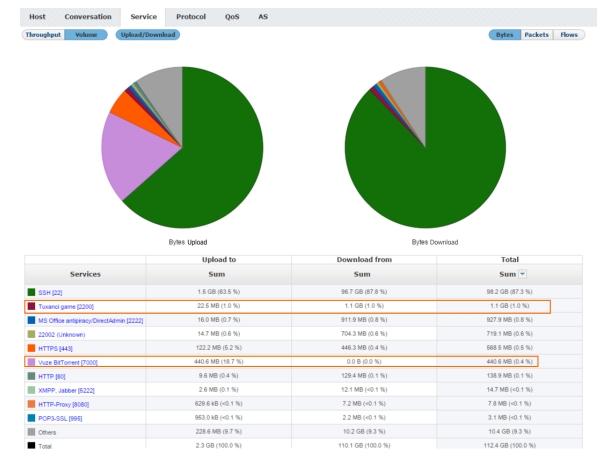 Host Conversation Service Protocol QoS AS
Throughput Volume Upload/Download Bytes Packets Flows
Bytes Upload Bytes Download
Upload to Download from Total
Services Sum Sum Sum
SSH [22] 1.5 GB (63.5 %) 96.7 GB (87.8 %) 98.2 GB (87.3 %)
Tuxanci game [2200] 22.5 MB (1.0 %) 1.1 GB (1.0 %) 1.1 GB (1.0 %)
MS Office antipiracy/DirectAdmin [2222] 16.0 MB (0.7 %) 911.9 MB (0.8 %) 927.9 MB (0.8 %)
22002 (Unknown) 14.7 MB (0.6 %) 704.3 MB (0.6 %) 719.1 MB (0.6 %)
HTTPS [443] 122.2 MB (5.2 %) 446.3 MB (0.4 %) 568.5 MB (0.5 %)
Vuze BitTorrent [7000] 440.6 MB (18.7 %) 0.0 B (0.0 %) 440.6 MB (0.4 %)
HTTP [80] 9.6 MB (0.4 %) 129.4 MB (0.1 %) 138.9 MB (0.1 %)
XMPP, Jabber [5222] 2.6 MB (0.1 %) 12.1 MB (<0.1 %) 14.7 MB (<0.1 %)
HTTP-Proxy [8080] 629.6 kB (<0.1 %) 7.2 MB (<0.1 %) 7.8 MB (<0.1 %)
POP3-SSL [995] 953.0 kB (<0.1 %) 2.2 MB (<0.1 %) 3.1 MB (<0.1 %)
Others 228.6 MB (9.7 %) 10.2 GB (9.3 %) 10.4 GB (9.3 %)
Total 2.3 GB (100.0 %) 110.1 GB (100.0 %) 112.4 GB (100.0 %)